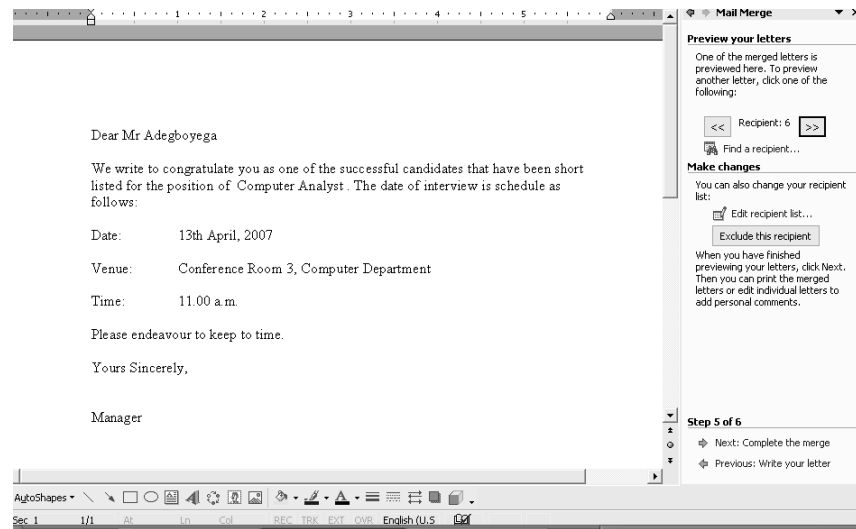 1 2 3 4 5
Mail Merge
Dear Mr Adegboyega
We write to congratulate you as one of the successful candidates that have been short
listed for the position of Computer Analyst . The date of interview is schedule as
follows:
Date: 13th April, 2007
Venue: Conference Room 3, Computer Department
Time: 11.00 a.m.
Please endeavour to keep to time.
Yours Sincerely,
Manager
Preview your letters
One of the merged letters is
previewed here. To preview
another letter, click one of the
following:
<< Recipient: 6 >>
Find a recipient...
Make changes
You can also change your recipient
list:
Edit recipient list...
Exclude this recipient
When you have finished
previewing your letters, click Next.
Then you can print the merged
letters or edit individual letters to
add personal comments.
Step 5 of 6
Next: Complete the merge
Previous: Write your letter
AutoShapes
Sec 1 1/1 At Ln Col REC TRK EXT OVR English (U.S